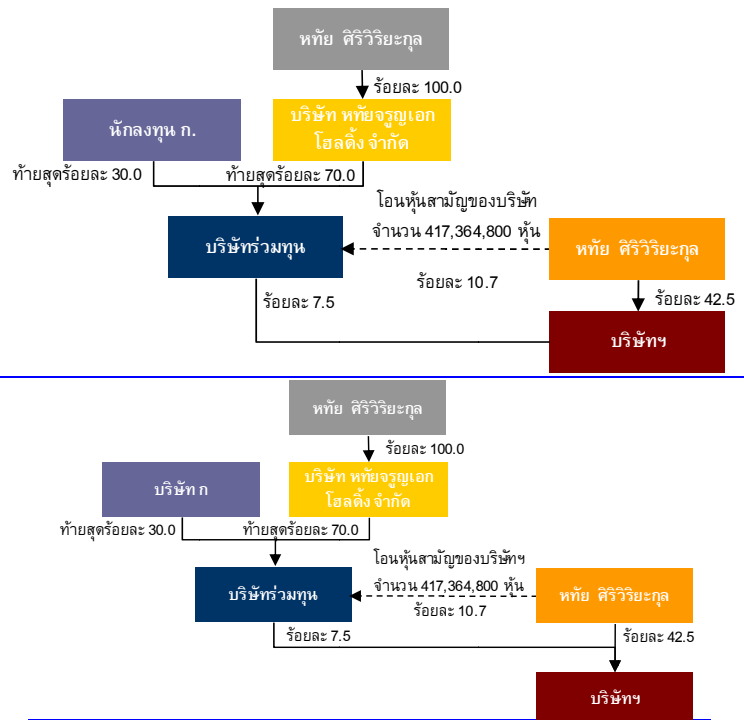 หทัย ศิริวิริยะกุล
ร้อยละ 100.0
นักลงทุน ก.
บริษัท หทัยจรูญเอก
โฮลดิ้ง จำกัด
ท้ายสุดร้อยละ 30.0
ท้ายสุดร้อยละ 70.0
โอนหุ้นสามัญของบริษัท
จำนวน 417,364,800 หุ้น
บริษัทร่วมทุน
หทัย ศิริวิริยะกุล
ร้อยละ 10.7
ร้อยละ 7.5
ร้อยละ 42.5
บริษัทฯ
หทัย ศิริวิริยะกุล
ร้อยละ 100.0
บริษัท ก
บริษัท หทัยจรูญเอก
โฮลดิ้ง จำกัด
ท้ายสุดร้อยละ 30.0
ท้ายสุดร้อยละ 70.0
โอนหุ้นสามัญของบริษัทฯ
จำนวน 417,364,800 หุ้น
บริษัทร่วมทุน
หทัย ศิริวิริยะกุล
ร้อยละ 10.7
ร้อยละ 7.5
ร้อยละ 42.5
บริษัทฯ